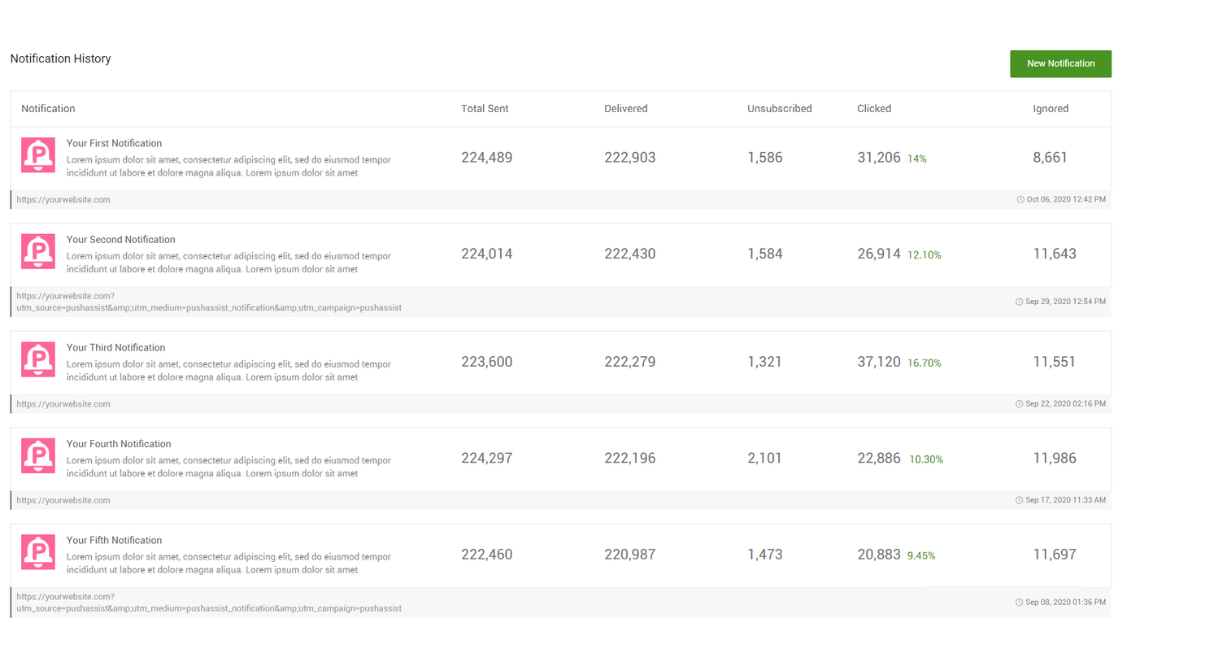 Notification History
New Notification
Notification Total Sent Delivered Unsubscribed Clicked Ignored
Your First Notification
Lorem ipsum dolor sit amet, consectetur adipiscing elit, sed do eiusmod tempor
incididunt ut labore et dolore magna aliqua. Lorem ipsum dolor sit amet
224,489 222,903 1,586 31,206 14% 8,661
https://yourwebsite.com
Oct 06, 2020 12:42 PM
Your Second Notification
Lorem ipsum dolor sit amet, consectetur adipiscing elit, sed do eiusmod tempor
incididunt ut labore et dolore magna aliqua. Lorem ipsum dolor sit amet
224,014 222,430 1,584 26,914 12.10% 11,643
https://yourwebsite.com?
utm_source=pushassist&amp;utm_medium=pushassist_notification&amp;utm_campaign=pushassist
Sep 29, 2020 12:54 PM
Your Third Notification
Lorem ipsum dolor sit amet, consectetur adipiscing elit, sed do eiusmod tempor
incididunt ut labore et dolore magna aliqua. Lorem ipsum dolor sit amet
223,600 222,279 1,321 37,120 16.70% 11,551
https://yourwebsite.com
Sep 22, 2020 02:16 PM
Your Fourth Notification
Lorem ipsum dolor sit amet, consectetur adipiscing elit, sed do eiusmod tempor
incididunt ut labore et dolore magna aliqua. Lorem ipsum dolor sit amet
224,297 222,196 2,101 22,886 10.30% 11,986
https://yourwebsite.com
Sep 17, 2020 11:33 AM
Your Fifth Notification
Lorem ipsum dolor sit amet, consectetur adipiscing elit, sed do eiusmod tempor
incididunt ut labore et dolore magna aliqua. Lorem ipsum dolor sit amet
222,460 220,987 1,473 20,883 9.45% 11,697
https://yourwebsite.com?
utm_source=pushassist&amp;utm_medium=pushassist_notification&amp;utm_campaign=pushassist
Sep 08, 2020 01:36 PM